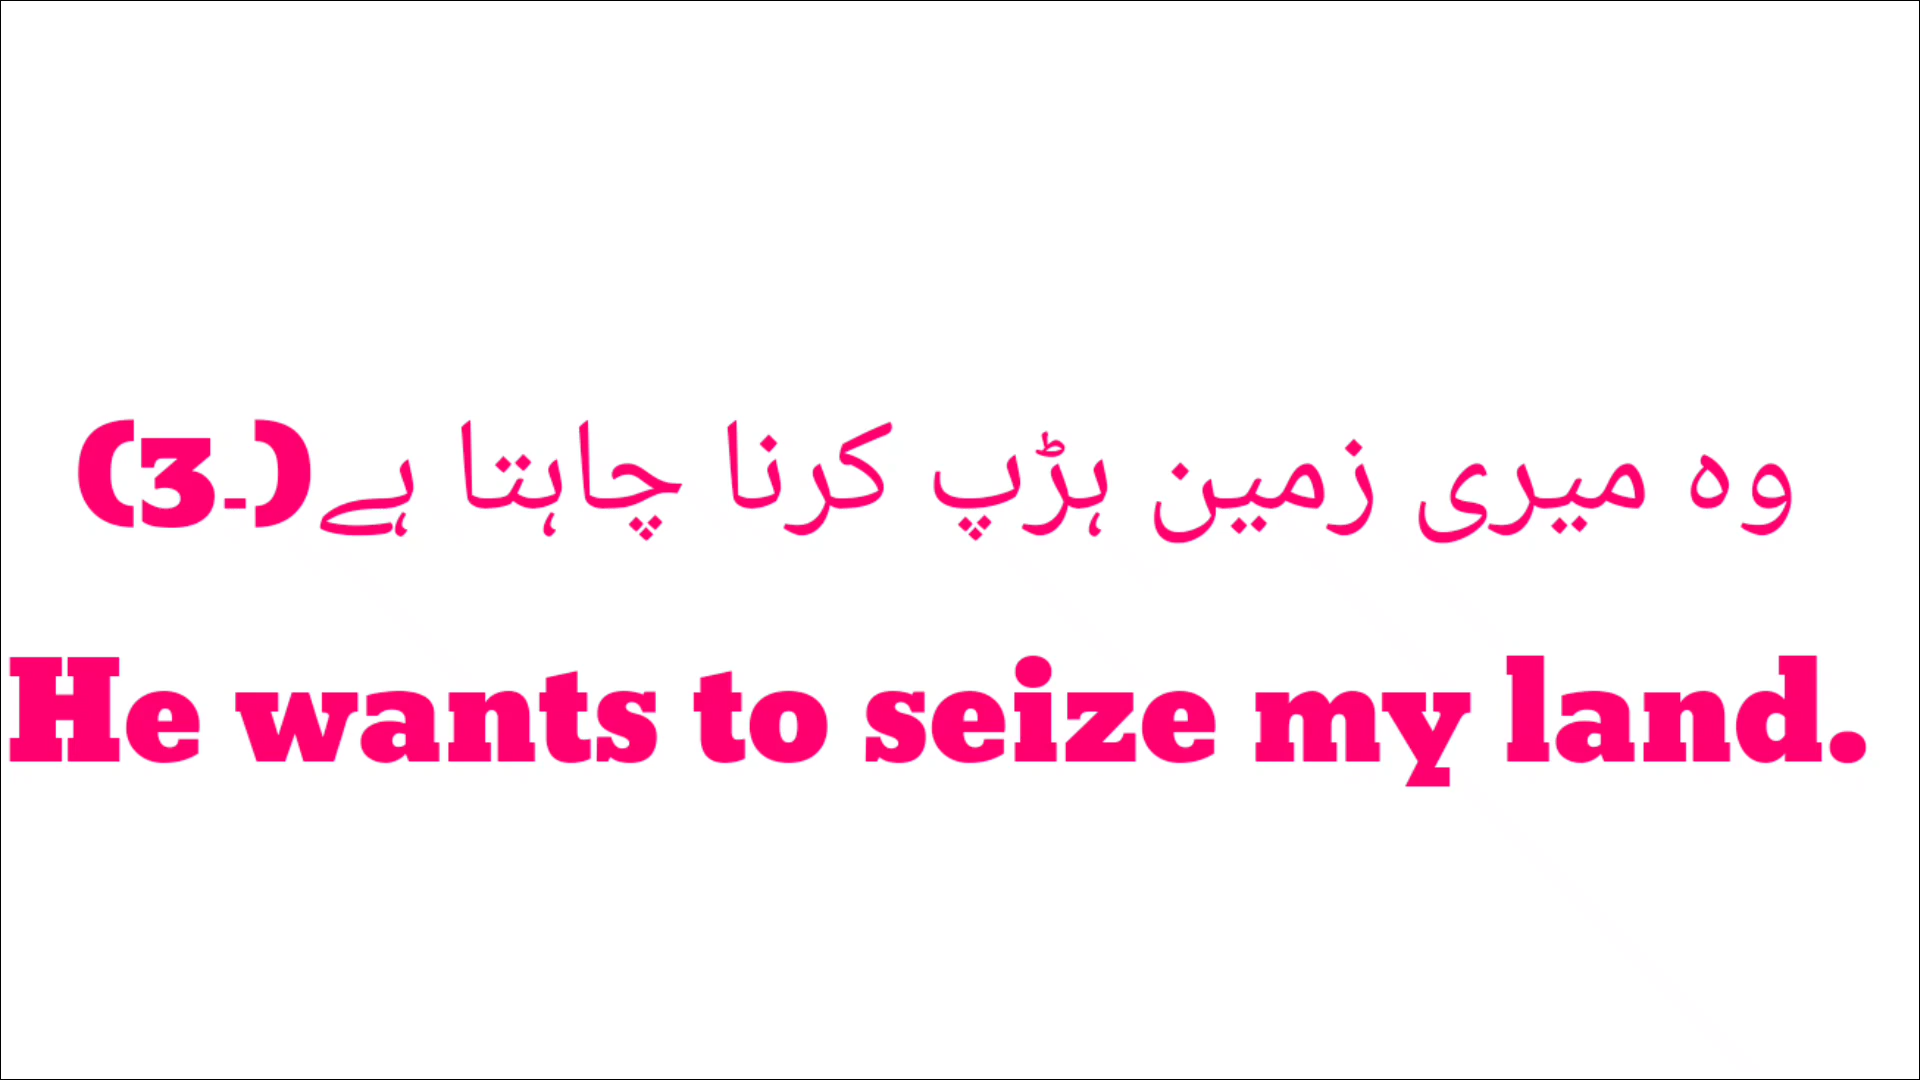 (3.) وہ میری زمین ہڑپ کرنا چاہتا ہے
He wants to seize my land.